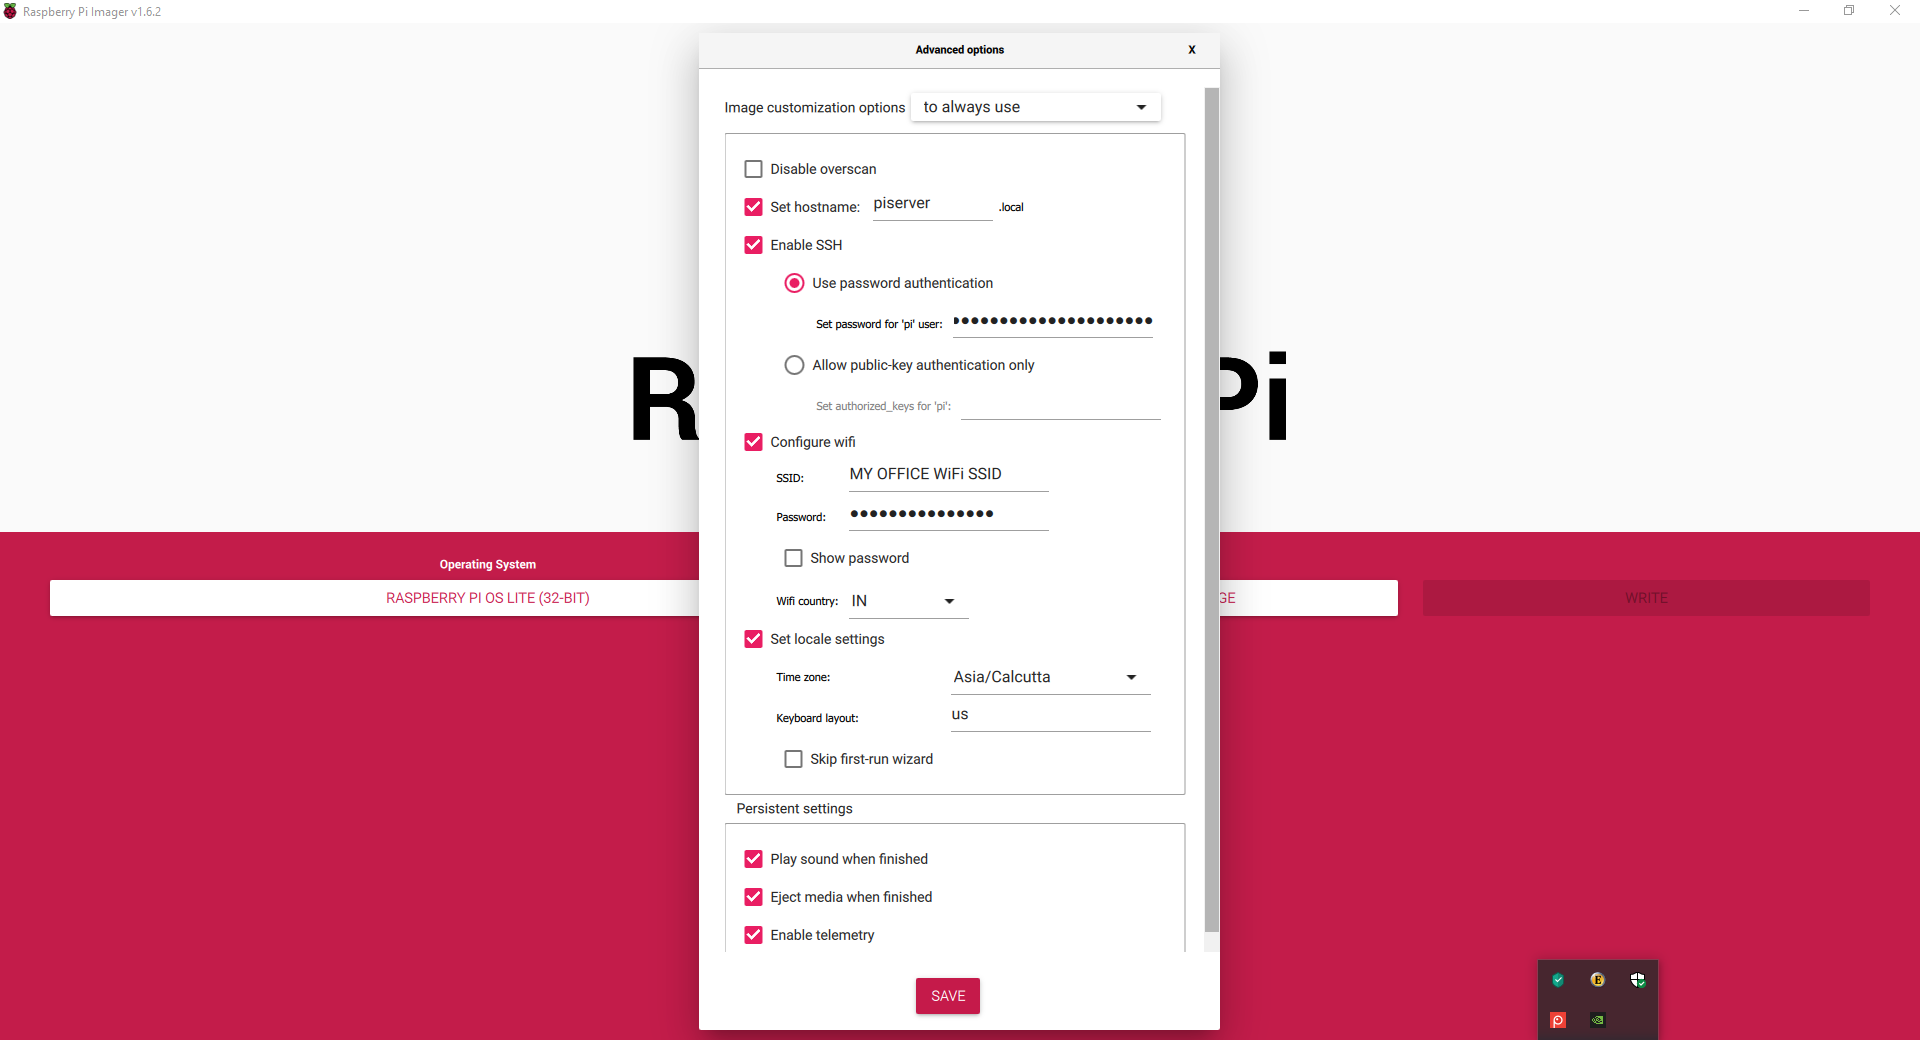 Raspberry Pi Imager v1.6.2
Advanced options
X
Image customization options to always use
Disable overscan
Set hostname: piserver .local
Enable SSH
Use password authentication
Set password for 'pi' user:
Allow public-key authentication only
Set authorized_keys for 'pi':
R Pi
Configure wifi
SSID: MY OFFICE WiFi SSID
Password:
Show password
Wifi country: IN
Operating System
RASPBERRY PI OS LITE (32-BIT)
GE
WRITE
Set locale settings
Time zone: Asia/Calcutta
Keyboard layout: us
Skip first-run wizard
Persistent settings
Play sound when finished
Eject media when finished
Enable telemetry
SAVE
E